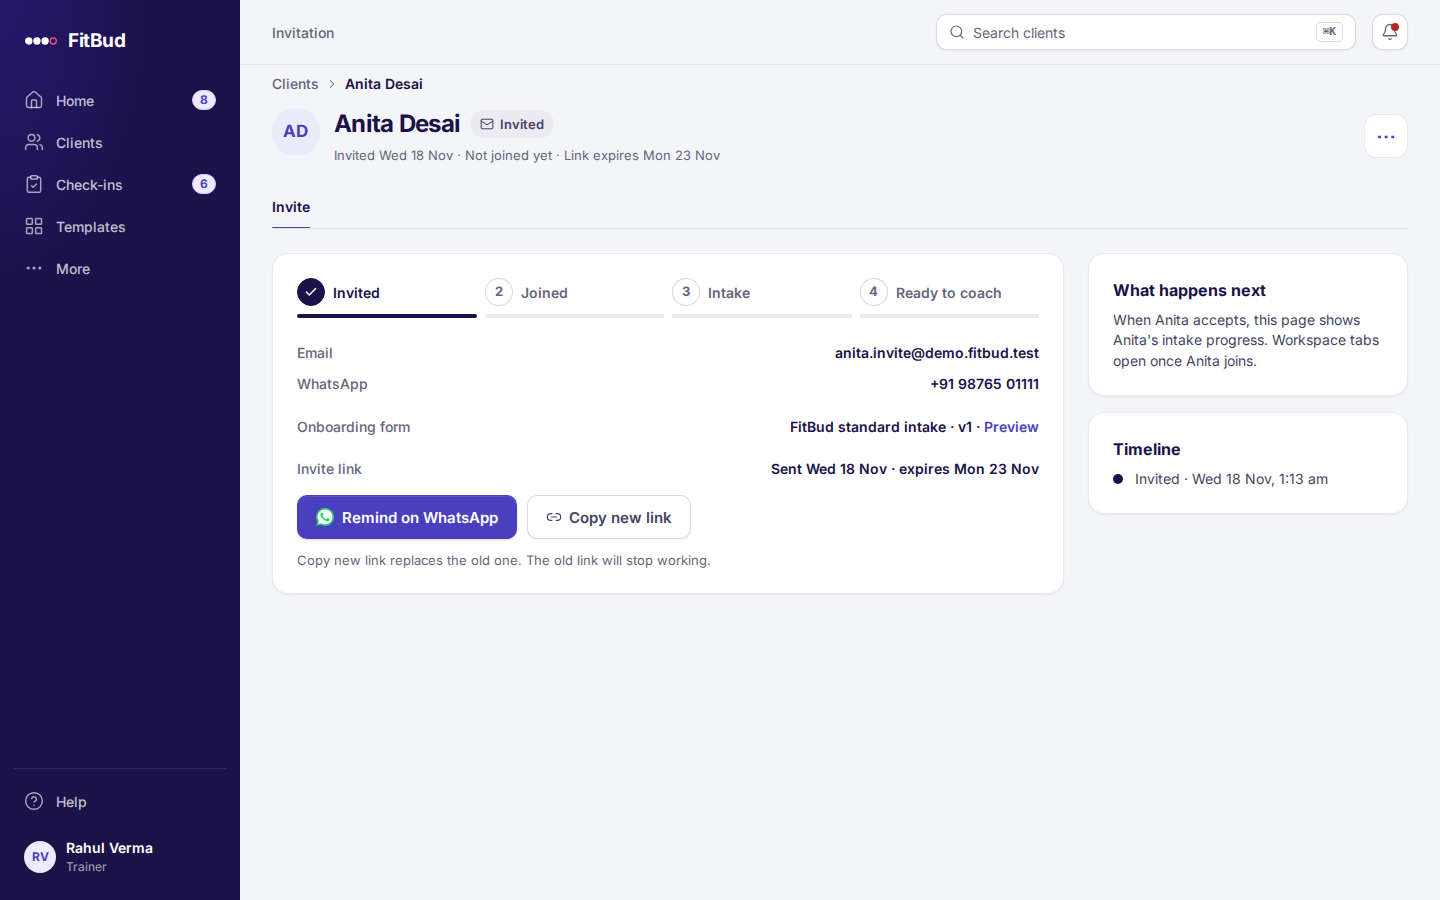 FitBud
Home 8
Clients
Check-ins 6
Templates
More
Help
RV Rahul Verma
Trainer
Invitation
Search clients ⌘K
Clients > Anita Desai
AD Anita Desai Invited
Invited Wed 18 Nov · Not joined yet · Link expires Mon 23 Nov
Invite
Invited 2 Joined 3 Intake 4 Ready to coach
Email anita.invite@demo.fitbud.test
WhatsApp +91 98765 01111
Onboarding form FitBud standard intake · v1 · Preview
Invite link Sent Wed 18 Nov · expires Mon 23 Nov
Remind on WhatsApp Copy new link
Copy new link replaces the old one. The old link will stop working.
What happens next
When Anita accepts, this page shows
Anita's intake progress. Workspace tabs
open once Anita joins.
Timeline
Invited · Wed 18 Nov, 1:13 am